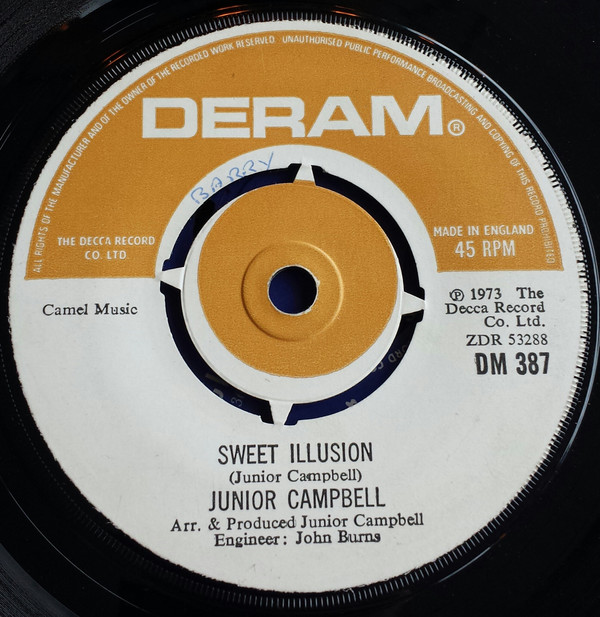 ALL RIGHTS OF THE MANUFACTURER AND OF THE OWNER OF THE RECORDED WORK RESERVED. UNAUTHORISED PUBLIC PERFORMANCE BROADCASTING AND COPYING OF THIS RECORD PROHIBITED
DERAM®
BARRY
THE DECCA RECORD
CO. LTD.
MADE IN ENGLAND
45 RPM
Camel Music
℗ 1973 The
Decca Record
Co. Ltd.
ZDR 53288
DM 387
SWEET ILLUSION
(Junior Campbell)
JUNIOR CAMPBELL
Arr. & Produced Junior Campbell
Engineer: John Burns